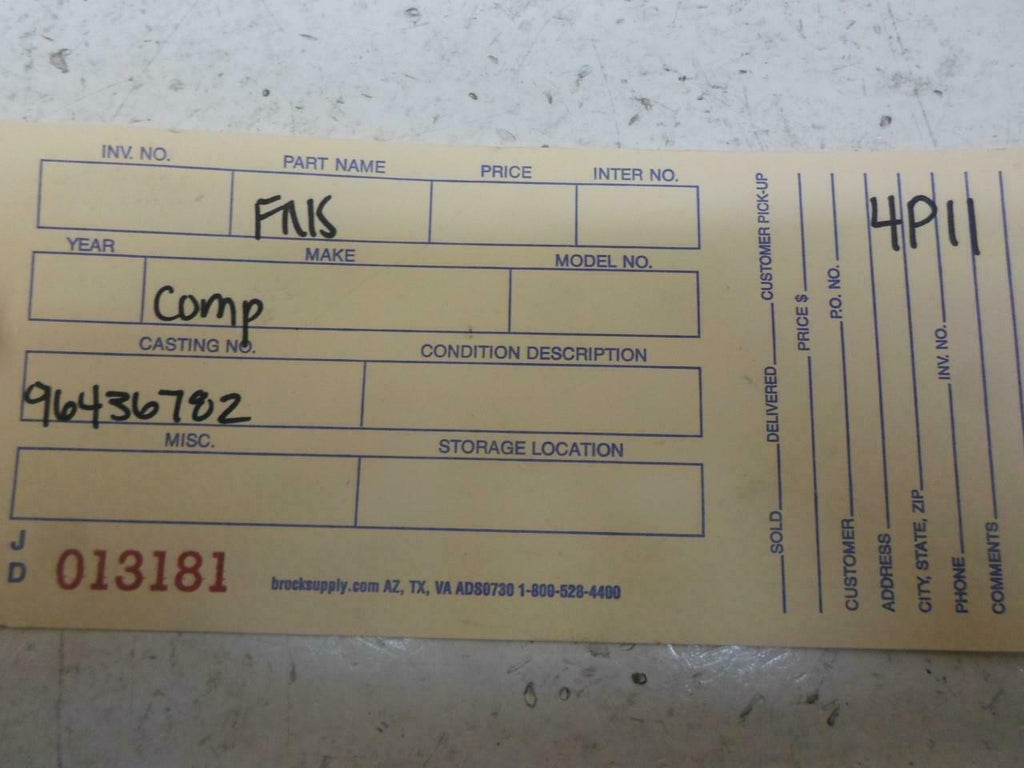 INV. NO. PART NAME PRICE INTER NO.
FNIS
YEAR MAKE MODEL NO.
Comp
CASTING NO. CONDITION DESCRIPTION
96436782
MISC. STORAGE LOCATION
J
D
013181
brocksupply.com AZ, TX, VA ADS0730 1-800-528-4400
SOLD DELIVERED CUSTOMER PICK-UP
PRICE $
CUSTOMER P.O. NO.
ADDRESS
CITY, STATE, ZIP
PHONE INV. NO.
COMMENTS
4P11